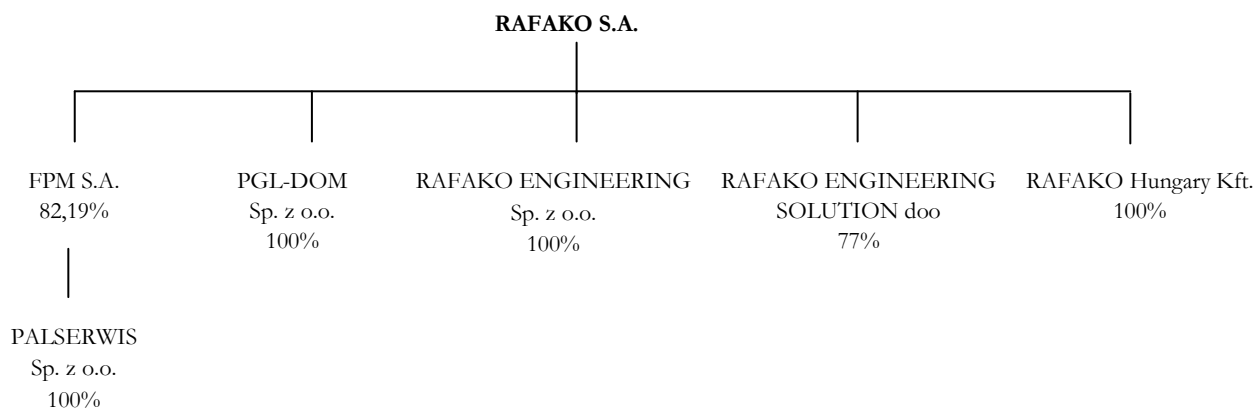 RAFAKO S.A.
FPM S.A.
82,19%
PGL-DOM
Sp. z o.o.
100%
RAFAKO ENGINEERING
Sp. z o.o.
100%
RAFAKO ENGINEERING
SOLUTION doo
77%
RAFAKO Hungary Kft.
100%
PALSERWIS
Sp. z o.o.
100%